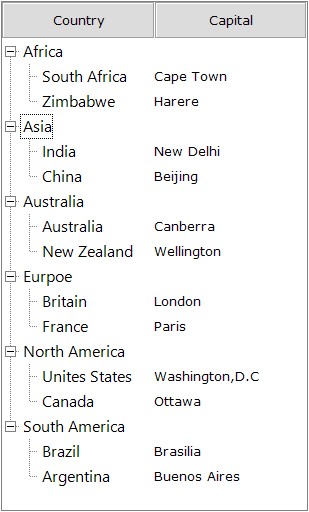 Country Capital
Africa
South Africa Cape Town
Zimbabwe Harere
Asia
India New Delhi
China Beijing
Australia
Australia Canberra
New Zealand Wellington
Eurpoe
Britain London
France Paris
North America
Unites States Washington,D.C
Canada Ottawa
South America
Brazil Brasilia
Argentina Buenos Aires